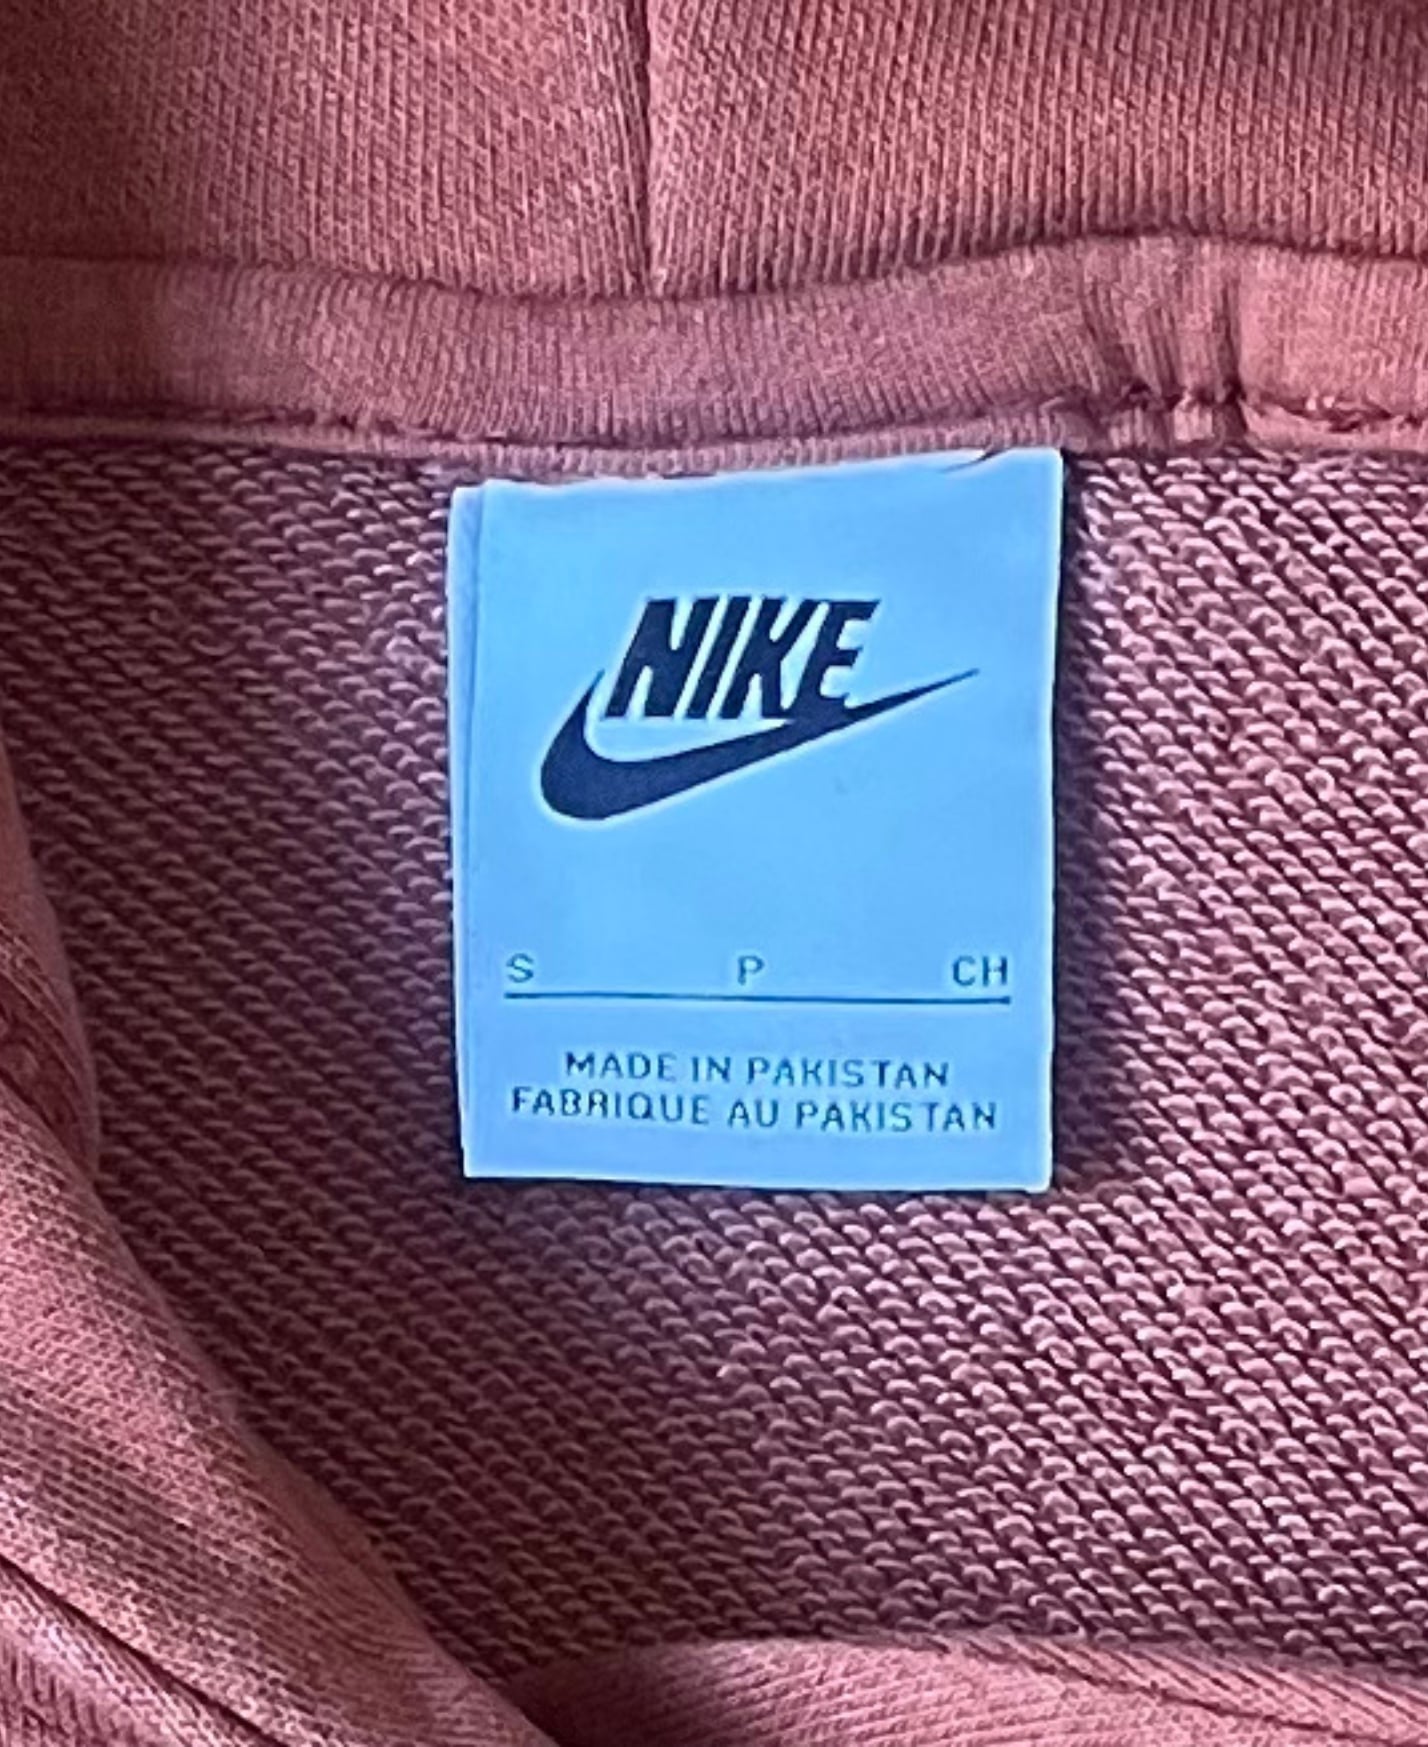 NIKE
S P CH
MADE IN PAKISTAN
FABRIQUE AU PAKISTAN